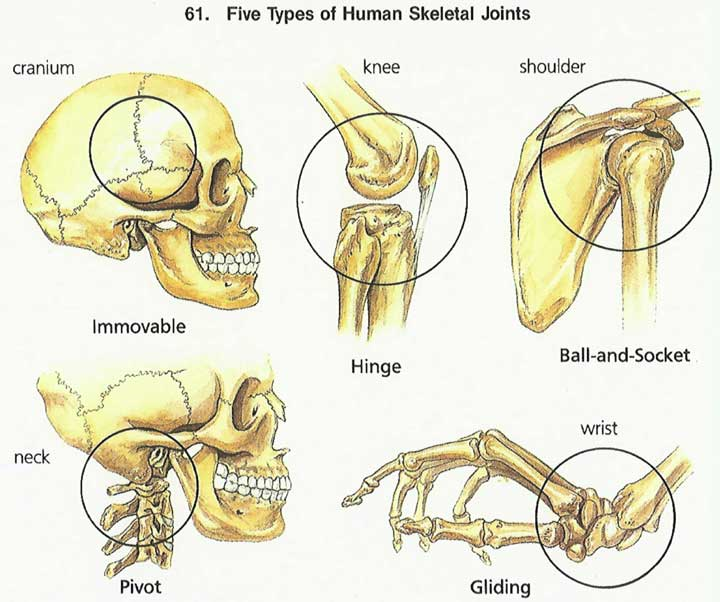 61. Five Types of Human Skeletal Joints
cranium
knee
shoulder
Immovable
Hinge
Ball-and-Socket
neck
wrist
Pivot
Gliding